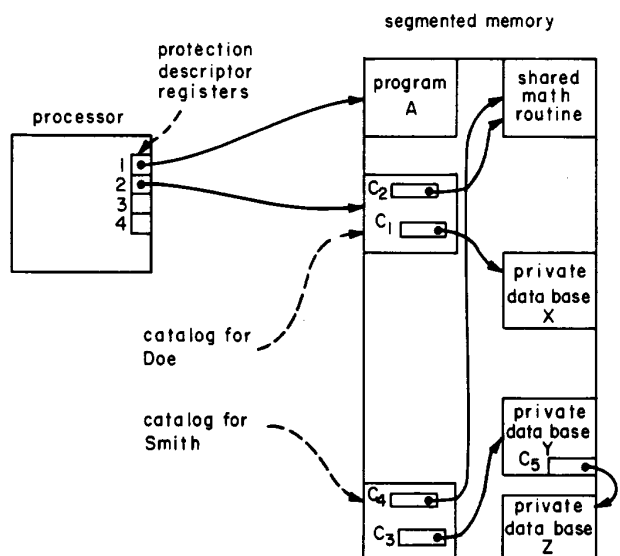 segmented memory
protection
descriptor
registers
processor
1
2
3
4
program
A
shared
math
routine
C2
C1
private
data base
X
catalog for
Doe
catalog for
Smith
private
data base
Y
C5
C4
C3
private
data base
Z